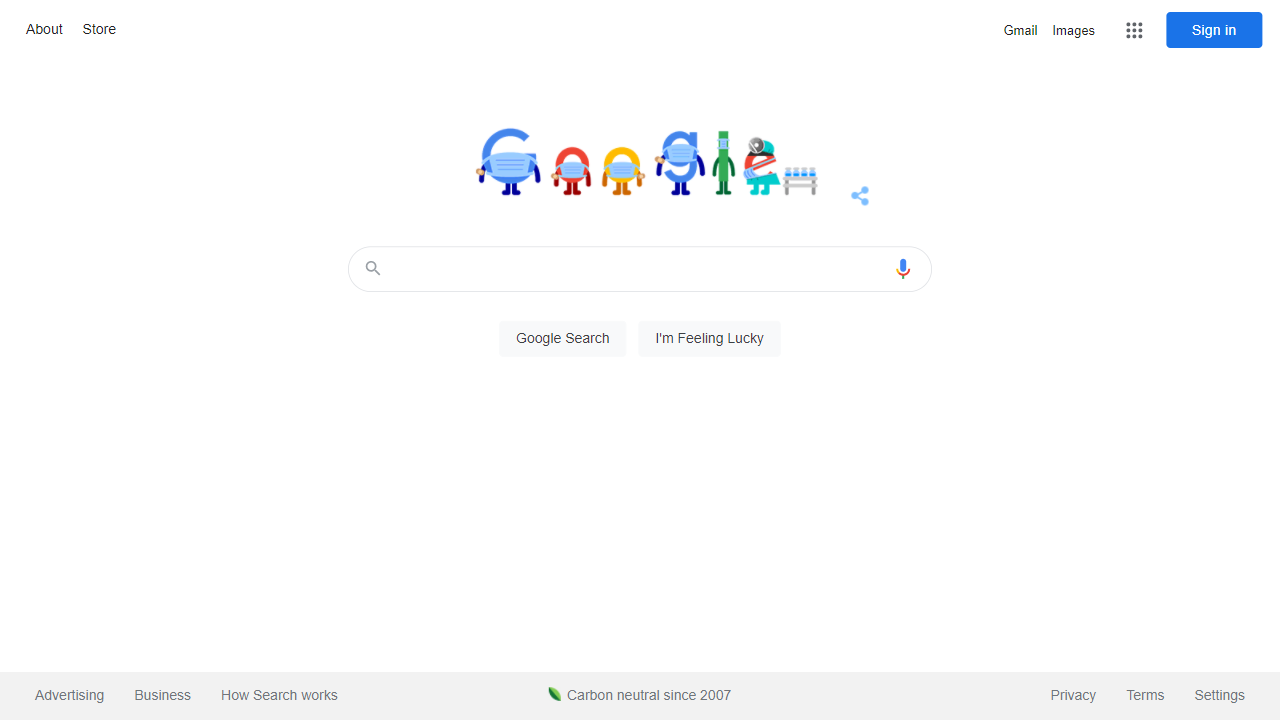 About Store
Gmail Images Sign in
Google
Google Search I'm Feeling Lucky
Advertising Business How Search works Carbon neutral since 2007 Privacy Terms Settings